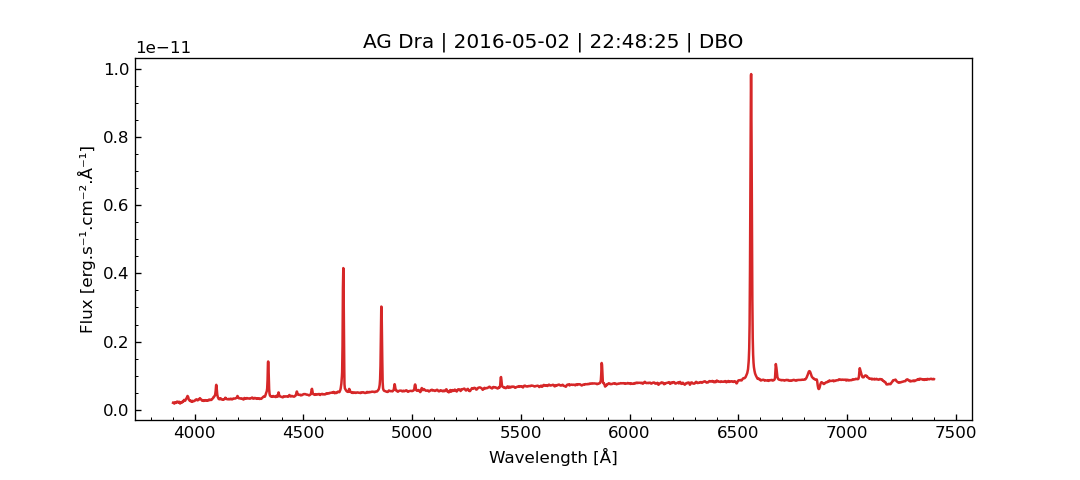 AG Dra | 2016-05-02 | 22:48:25 | DBO
1e−11
1.0
0.8
0.6
0.4
0.2
0.0
Flux [erg.s⁻¹.cm⁻².Å⁻¹]
4000 4500 5000 5500 6000 6500 7000 7500
Wavelength [Å]